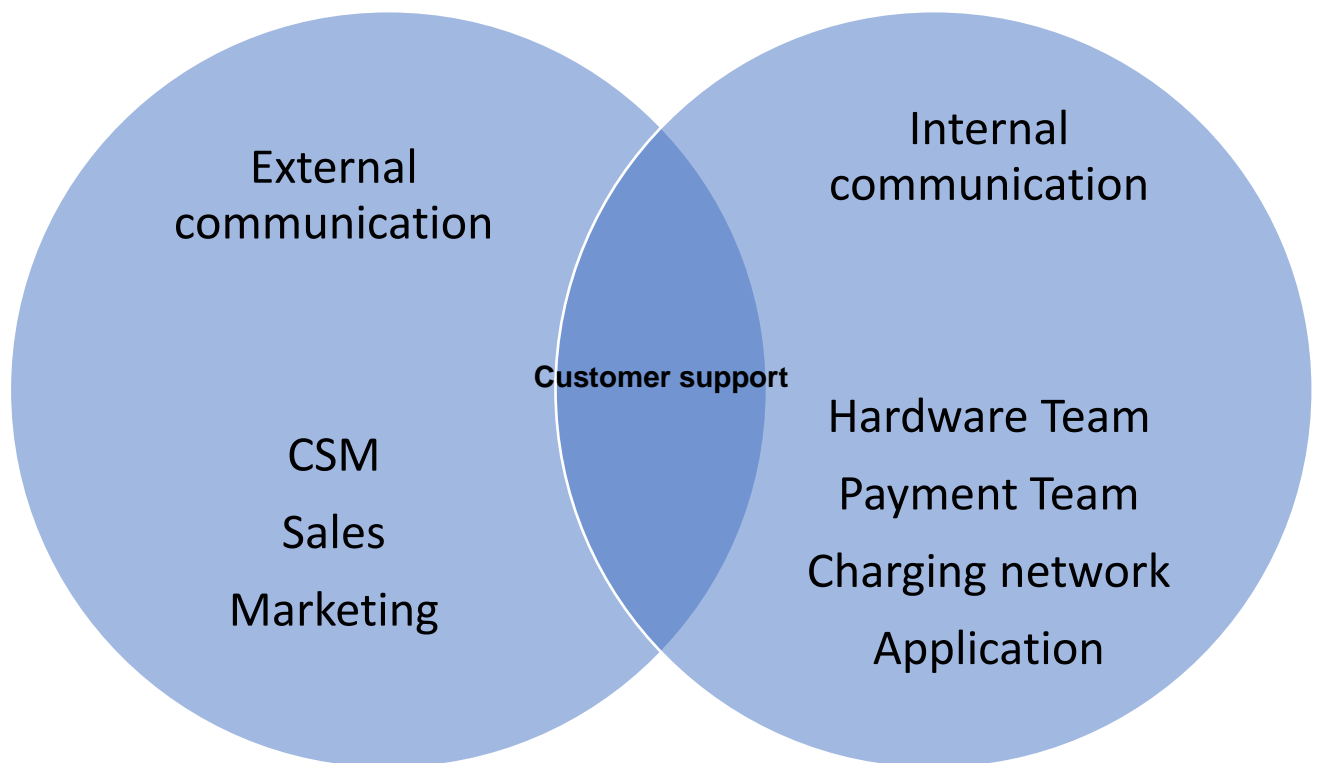 External
communication
CSM
Sales
Marketing
Customer support
Internal
communication
Hardware Team
Payment Team
Charging network
Application